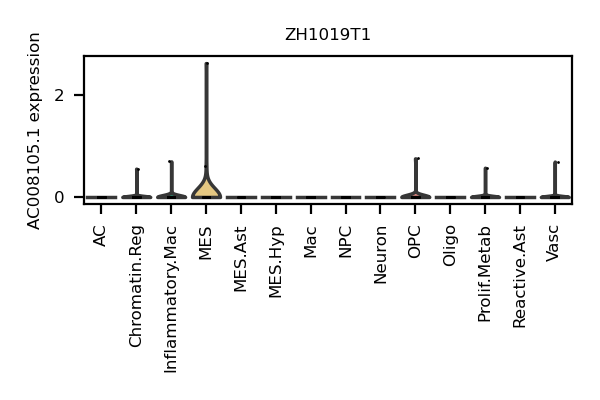 ZH1019T1
AC008105.1 expression
2
0
AC
Chromatin.Reg
Inflammatory.Mac
MES
MES.Ast
MES.Hyp
Mac
NPC
Neuron
OPC
Oligo
Prolif.Metab
Reactive.Ast
Vasc